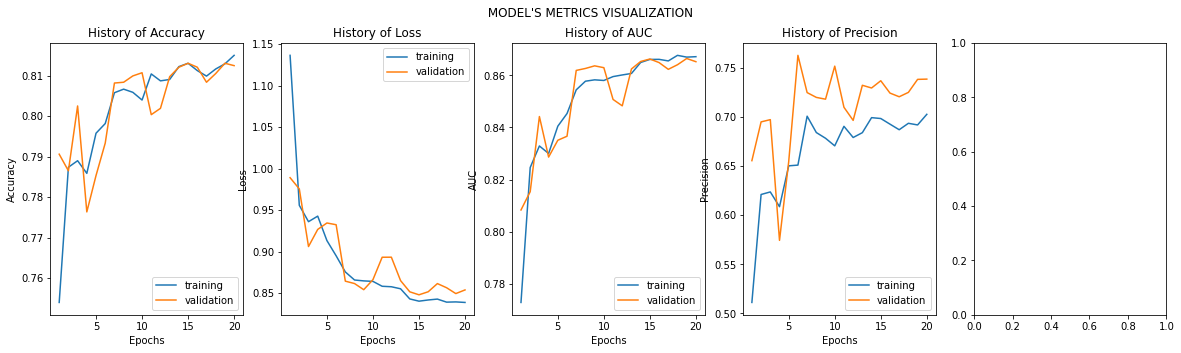 MODEL'S METRICS VISUALIZATION
History of Accuracy
Accuracy
0.81
0.80
0.79
0.78
0.77
0.76
5 10 15 20
Epochs
training
validation
History of Loss
Loss
1.15
1.10
1.05
1.00
0.95
0.90
0.85
5 10 15 20
Epochs
training
validation
History of AUC
AUC
0.86
0.84
0.82
0.80
0.78
5 10 15 20
Epochs
training
validation
History of Precision
Precision
0.75
0.70
0.65
0.60
0.55
0.50
5 10 15 20
Epochs
training
validation
1.0
0.8
0.6
0.4
0.2
0.0
0.0 0.2 0.4 0.6 0.8 1.0